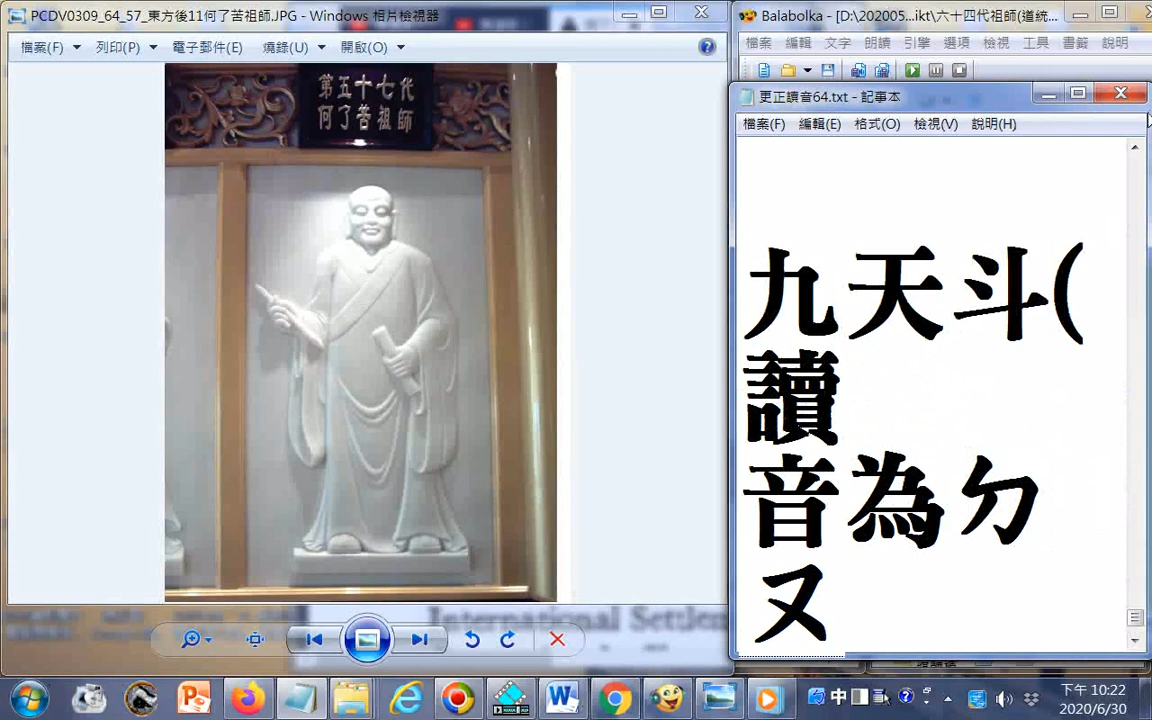 PCDV0309_64_57_東方後11何了苦祖師.JPG - Windows 相片檢視器
檔案(F) 列印(P) 電子郵件(E) 燒錄(U) 開啟(O)
第五十七代
何了苦祖師
International Settlem
Balabolka - [D:\202005...ikt\六十四代祖師(道統...
檔案 編輯 文字 朗讀 引擎 選項 檢視 工具 書籤 說明
更正讀音64.txt - 記事本
檔案(F) 編輯(E) 格式(O) 檢視(V) 說明(H)
九天斗(
讀
音為ㄉ
ㄡ
中
下午 10:22
2020/6/30